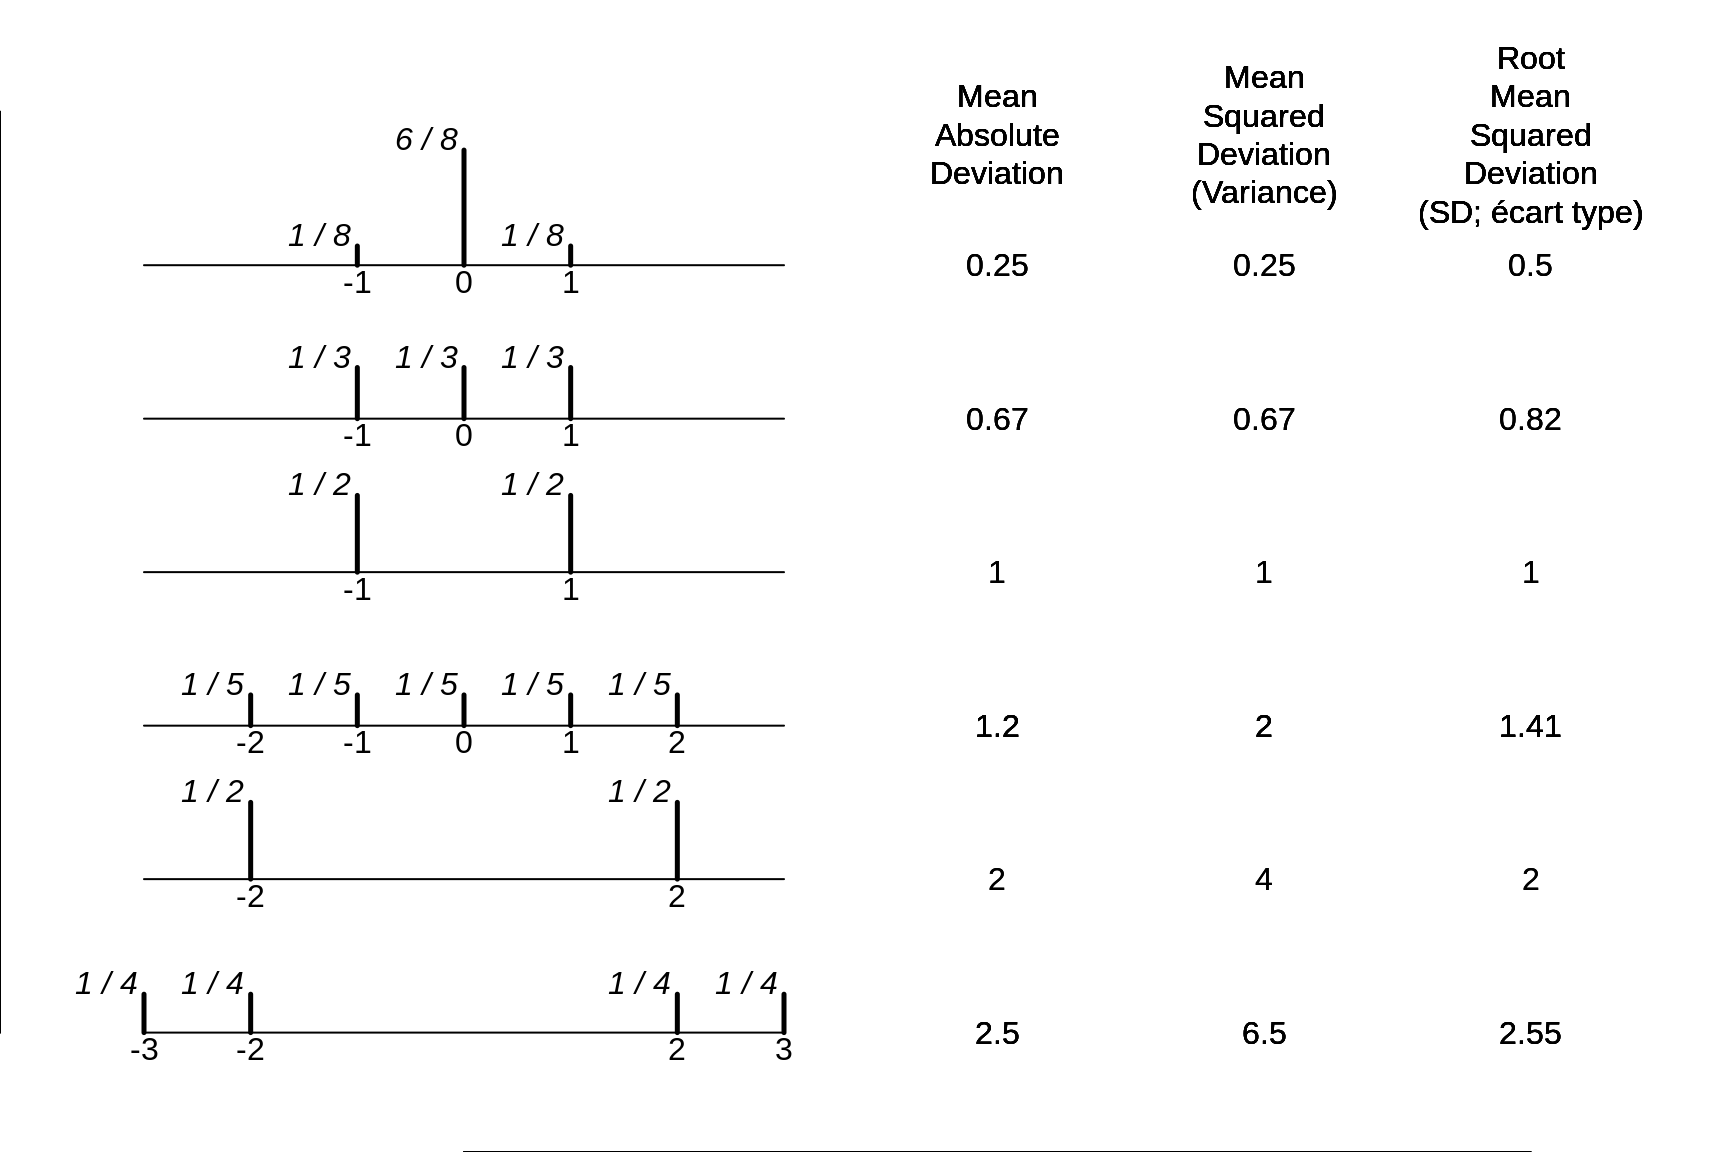 Mean
Absolute
Deviation
Mean
Squared
Deviation
(Variance)
Root
Mean
Squared
Deviation
(SD; écart type)
6 / 8
1 / 8 1 / 8
-1 0 1
0.25 0.25 0.5
1 / 3 1 / 3 1 / 3
-1 0 1
0.67 0.67 0.82
1 / 2 1 / 2
-1 1
1 1 1
1 / 5 1 / 5 1 / 5 1 / 5 1 / 5
-2 -1 0 1 2
1.2 2 1.41
1 / 2 1 / 2
-2 2
2 4 2
1 / 4 1 / 4 1 / 4 1 / 4
-3 -2 2 3
2.5 6.5 2.55